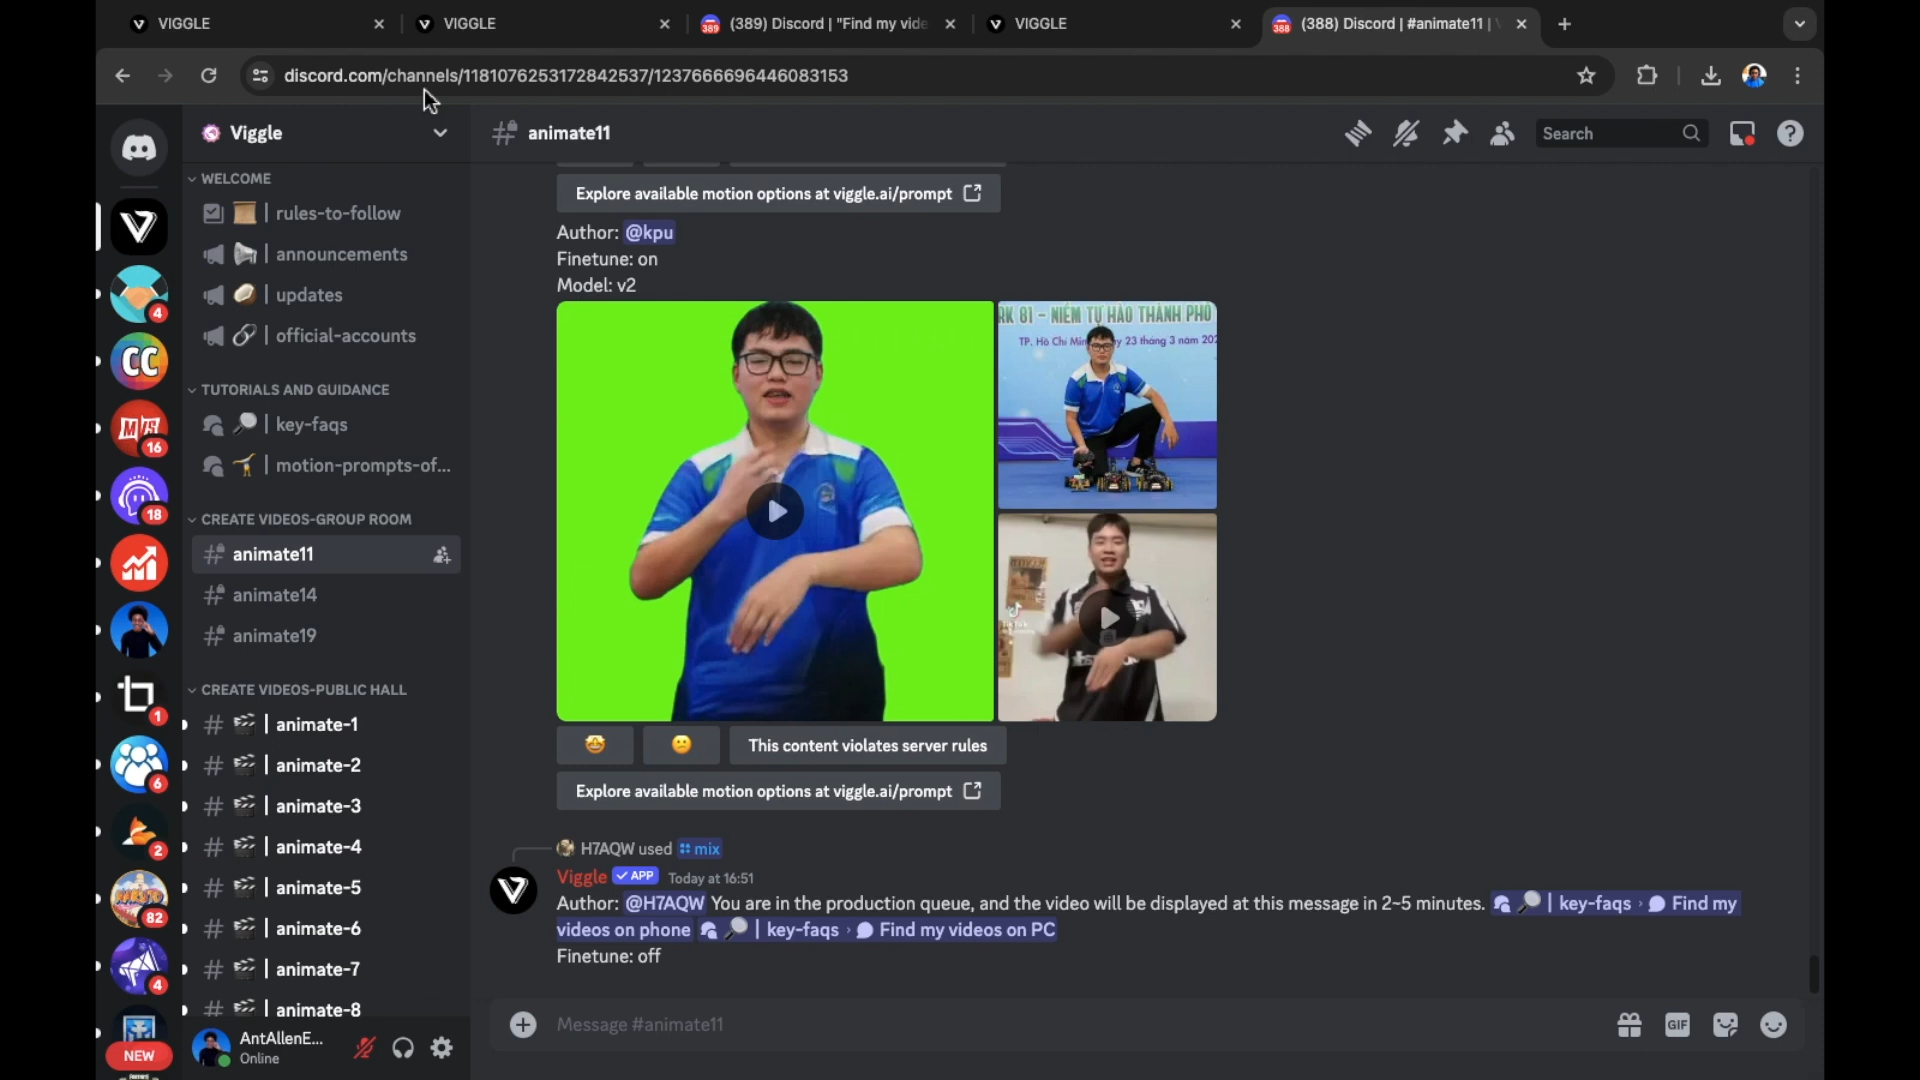 VIGGLE
VIGGLE
(389) Discord | "Find my vide
VIGGLE
(388) Discord | #animate11 |
discord.com/channels/1181076253172842537/1237666696446083153
Viggle
animate11
Search
WELCOME
| rules-to-follow
| announcements
| updates
| official-accounts
TUTORIALS AND GUIDANCE
| key-faqs
| motion-prompts-of...
CREATE VIDEOS-GROUP ROOM
animate11
animate14
animate19
CREATE VIDEOS-PUBLIC HALL
| animate-1
| animate-2
| animate-3
| animate-4
| animate-5
| animate-6
| animate-7
| animate-8
4
CC
16
18
1
6
2
82
4
NEW
AntAllenE...
Online
Explore available motion options at viggle.ai/prompt
Author: @kpu
Finetune: on
Model: v2
RK 81 - NIỀM TỰ HÀO THÀNH PHỐ
TP. Hồ Chí Min y 23 tháng 3 năm 202
This content violates server rules
Explore available motion options at viggle.ai/prompt
H7AQW used mix
Viggle ✓ APP Today at 16:51
Author: @H7AQW You are in the production queue, and the video will be displayed at this message in 2~5 minutes. | key-faqs › Find my
videos on phone | key-faqs › Find my videos on PC
Finetune: off
Message #animate11
GIF